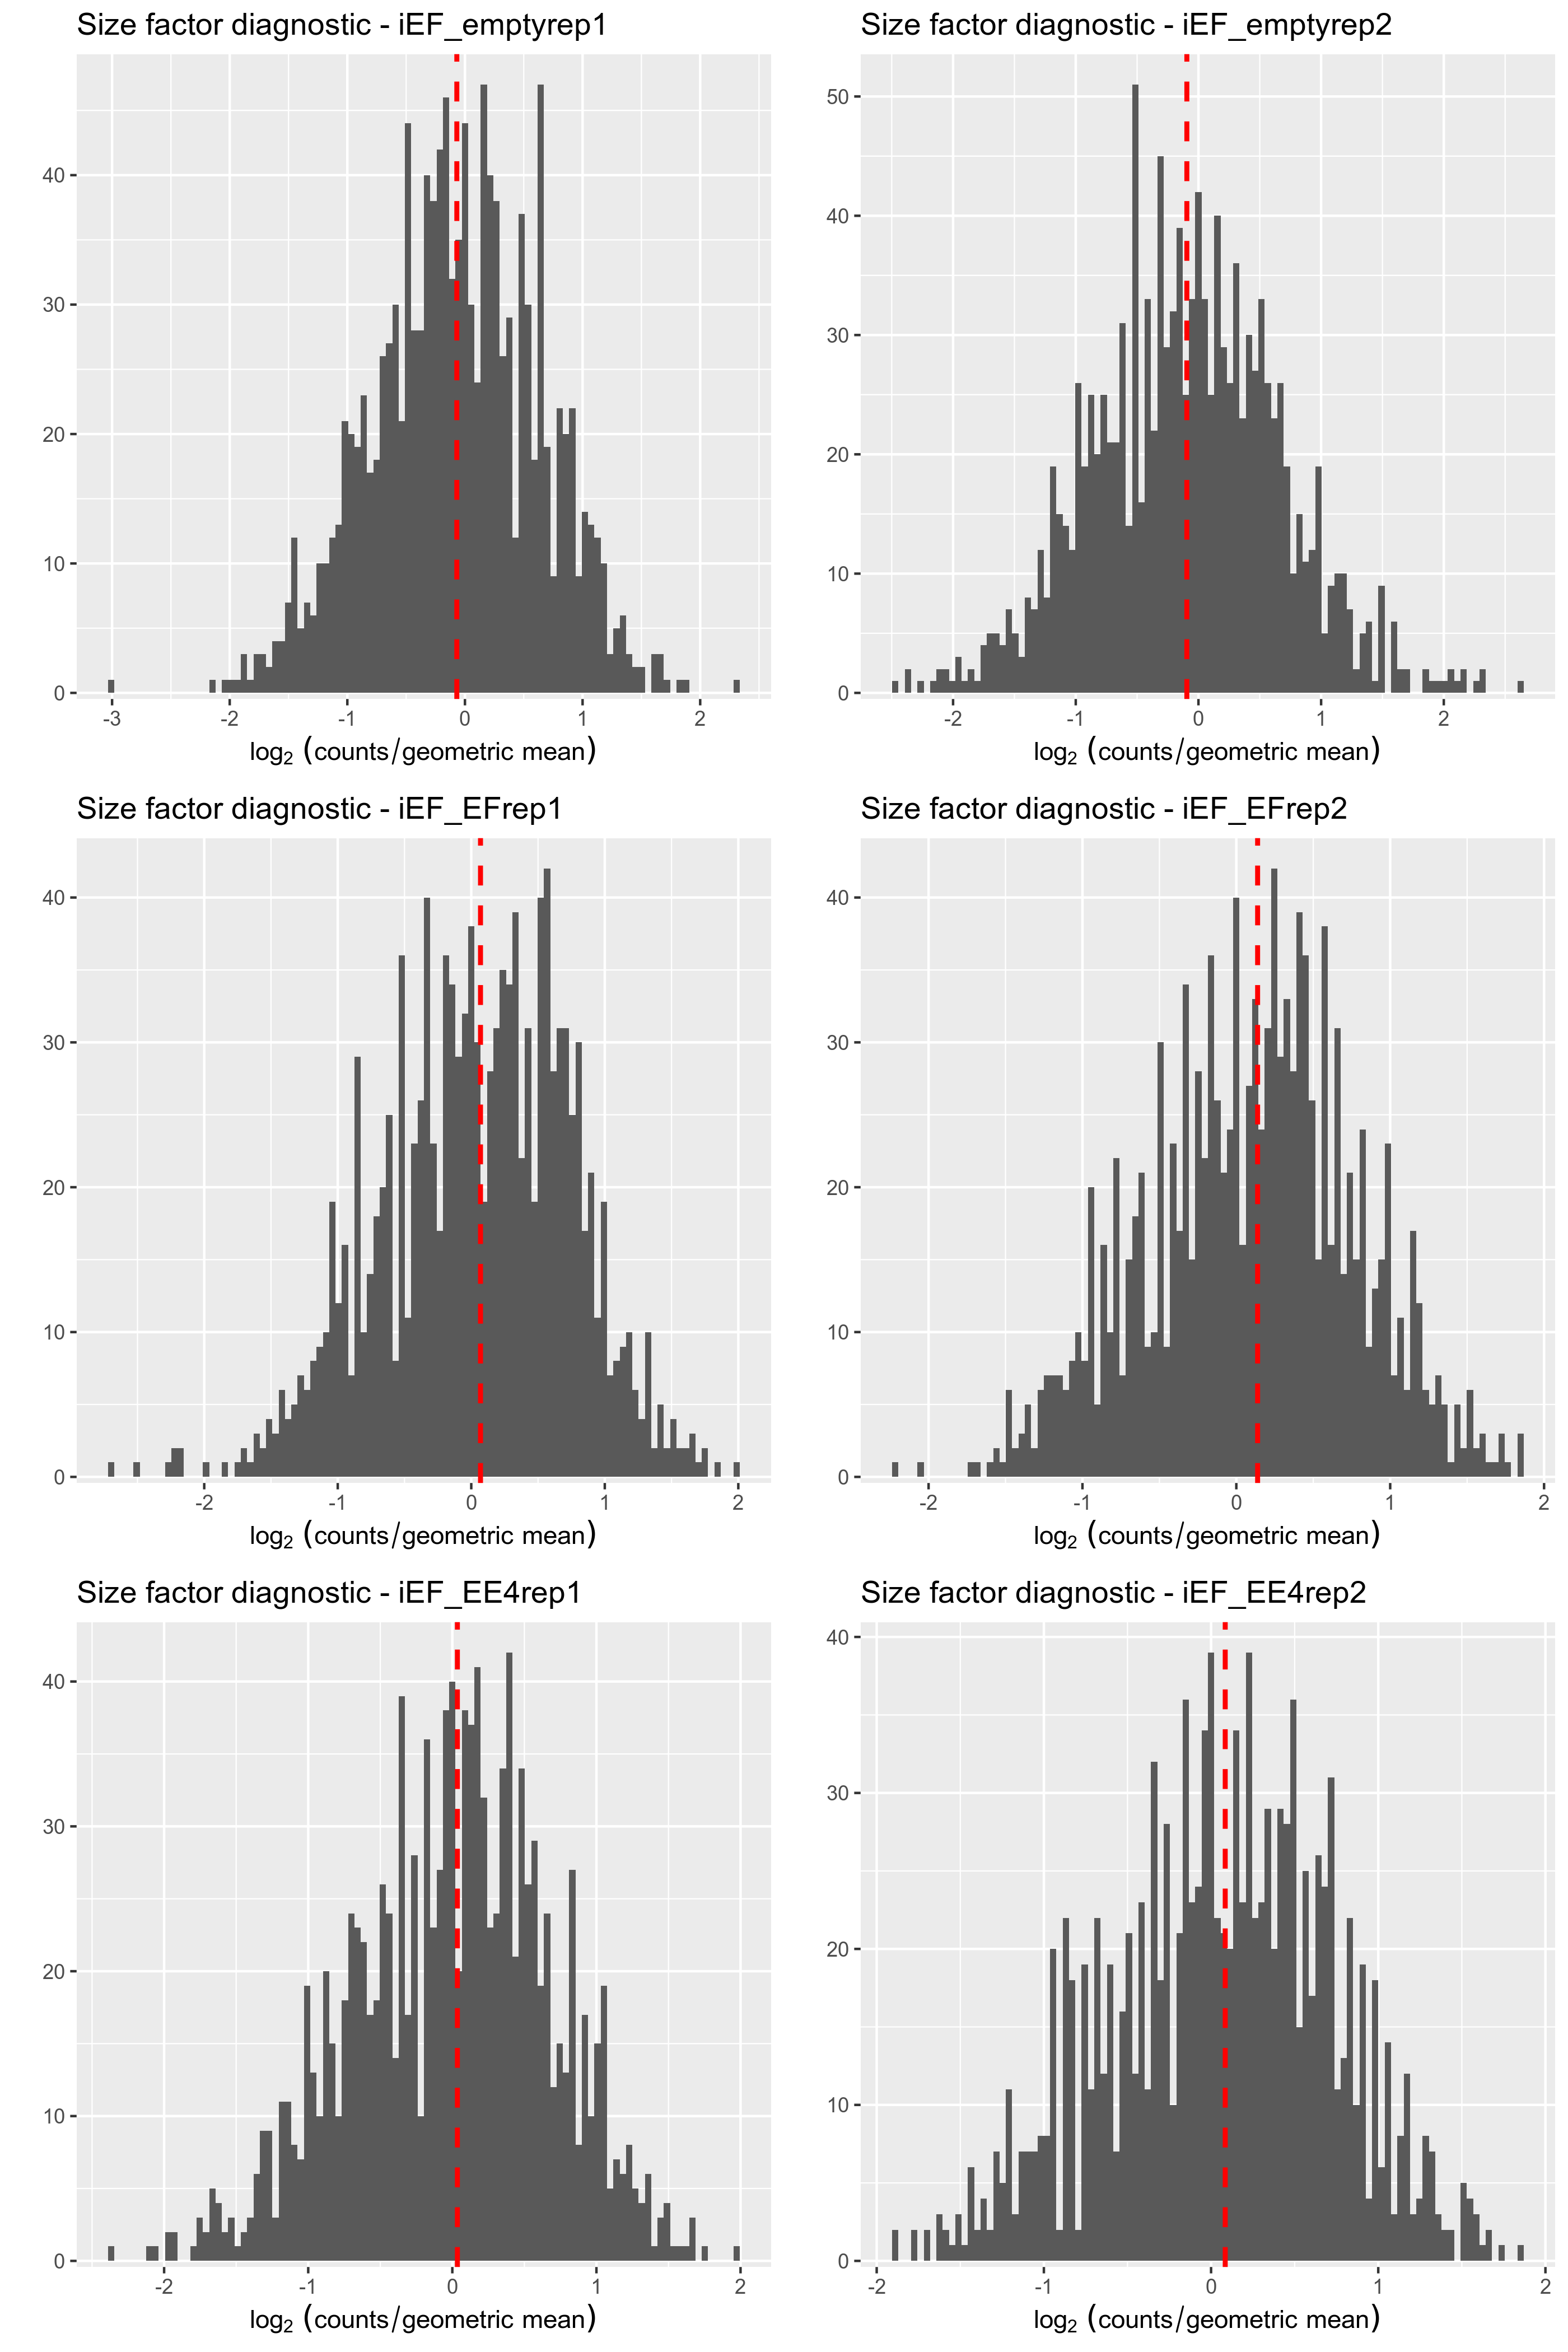 Size factor diagnostic - iEF_emptyrep1
40
30
20
10
0
-3 -2 -1 0 1 2
log₂ (counts/geometric mean)
Size factor diagnostic - iEF_emptyrep2
50
40
30
20
10
0
-2 -1 0 1 2
log₂ (counts/geometric mean)
Size factor diagnostic - iEF_EFrep1
40
30
20
10
0
-2 -1 0 1 2
log₂ (counts/geometric mean)
Size factor diagnostic - iEF_EFrep2
40
30
20
10
0
-2 -1 0 1 2
log₂ (counts/geometric mean)
Size factor diagnostic - iEF_EE4rep1
40
30
20
10
0
-2 -1 0 1 2
log₂ (counts/geometric mean)
Size factor diagnostic - iEF_EE4rep2
40
30
20
10
0
-2 -1 0 1 2
log₂ (counts/geometric mean)